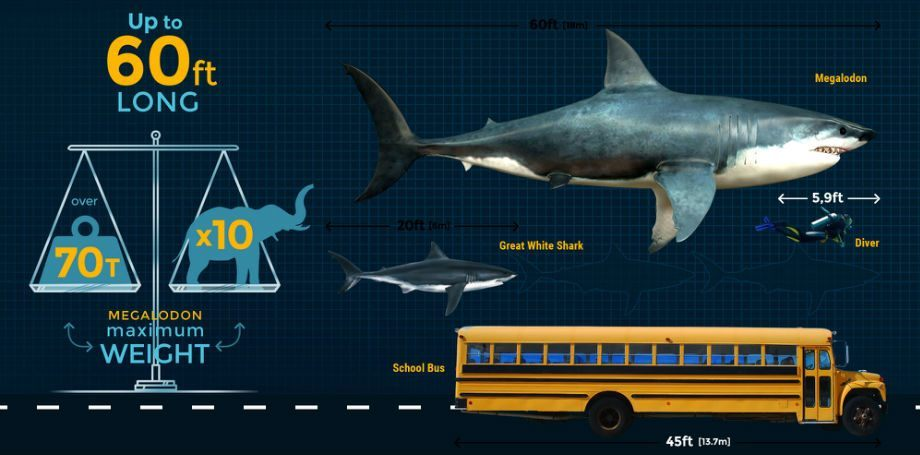 Up to
60ft
LONG
over
70T
x10
MEGALODON
maximum
WEIGHT
60ft [18m]
Megalodon
5,9ft
Diver
20ft [6m]
Great White Shark
School Bus
45ft [13.7m]